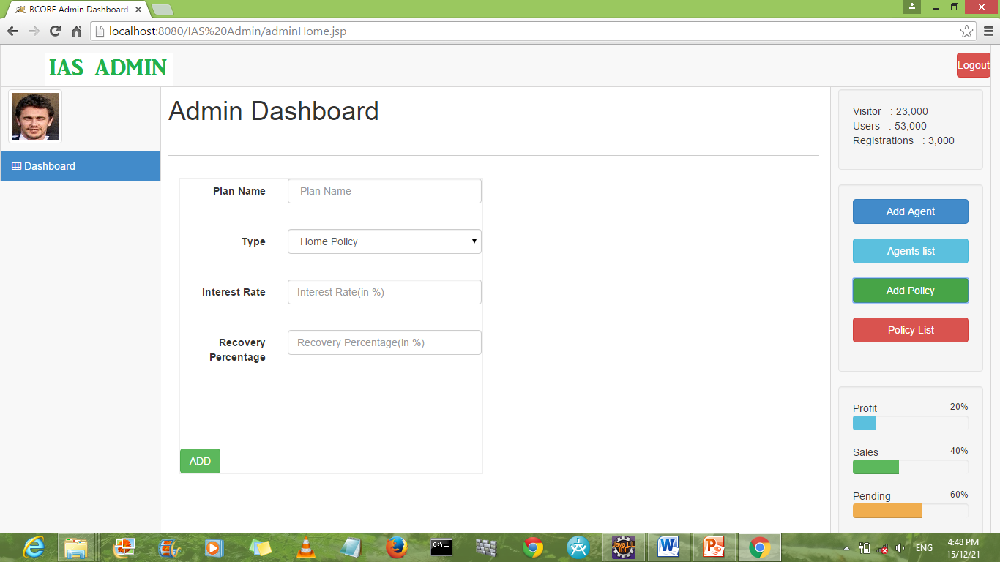 BCORE Admin Dashboard
localhost:8080/IAS%20Admin/adminHome.jsp
IAS ADMIN
Logout
Dashboard
Admin Dashboard
Plan Name
Plan Name
Type
Home Policy
Interest Rate
Interest Rate(in %)
Recovery
Percentage
Recovery Percentage(in %)
ADD
Visitor : 23,000
Users : 53,000
Registrations : 3,000
Add Agent
Agents list
Add Policy
Policy List
Profit 20%
Sales 40%
Pending 60%
C:\_
Java EE
IDE
ENG
4:48 PM
15/12/21